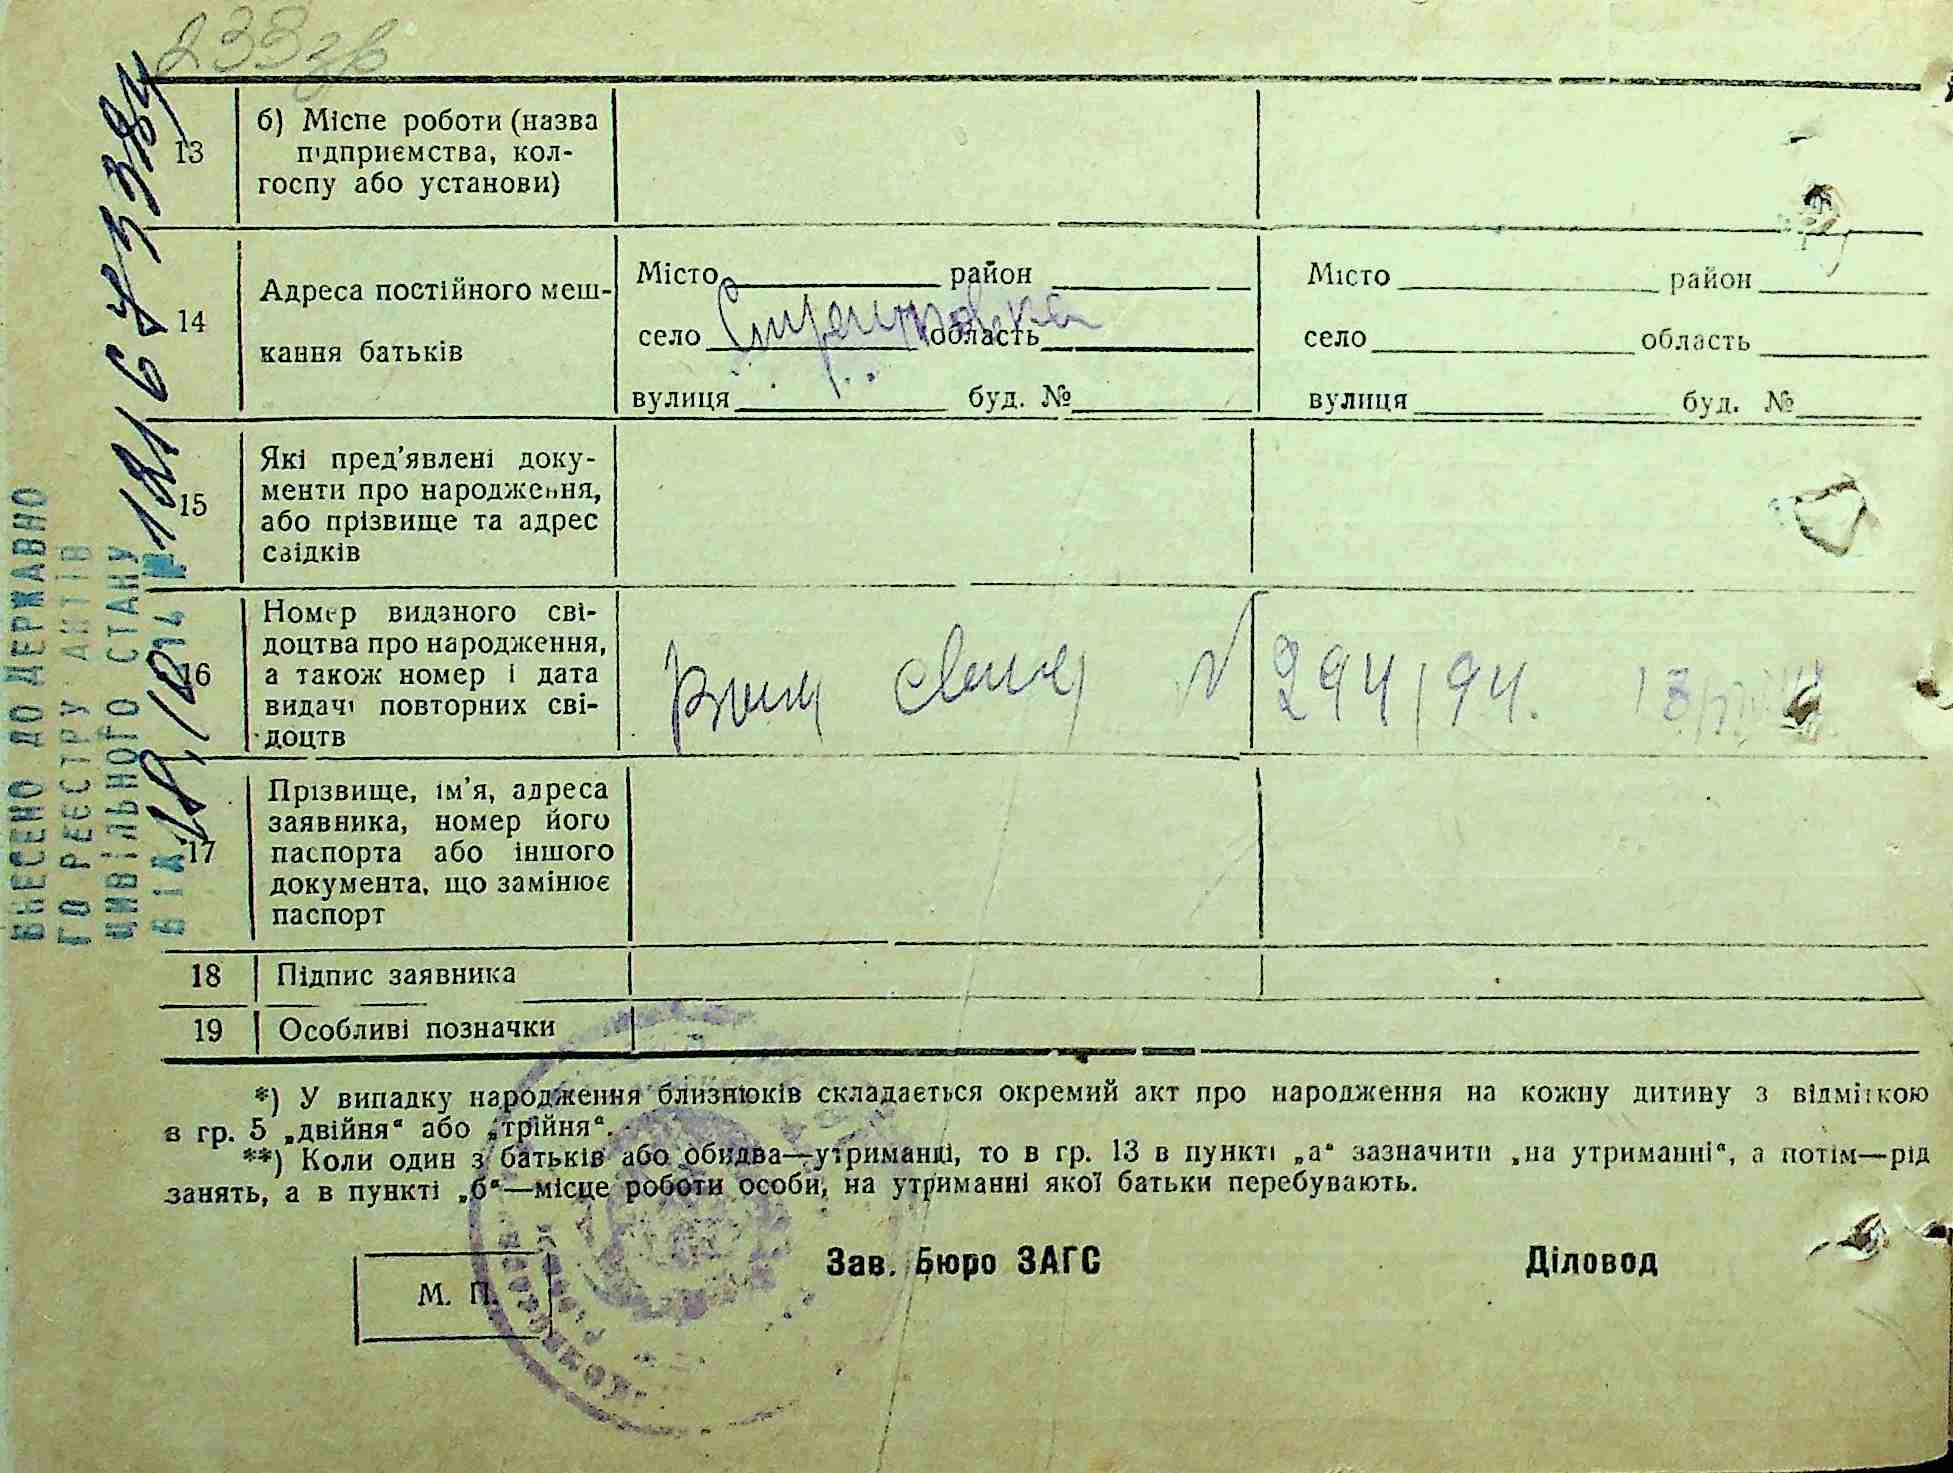 233зв
13
б) Місце роботи (назва
підприємства, кол-
госпу або установи)
14
Адреса постійного меш-
кання батьків
Місто район
село область
вулиця буд. №
Місто район
село область
вулиця буд. №
15
Які пред'явлені доку-
менти про народження,
або прізвище та адрес
свідків
16
Номер виданого сві-
доцтва про народження,
а також номер і дата
видачі повторних сві-
доцтв
N 294/94. 13
17
Прізвище, ім'я, адреса
заявника, номер його
паспорта або іншого
документа, що замінює
паспорт
18 Підпис заявника
19 Особливі позначки
*) У випадку народження близнюків складається окремий акт про народження на кожну дитину з відміткою
в гр. 5 „двійня“ або „трійня“.
**) Коли один з батьків або обидва—утриманці, то в гр. 13 в пункті „а“ зазначити „на утриманні“, а потім—рід
занять, а в пункті „б“—місце роботи особи, на утриманні якої батьки перебувають.
М. П.
Зав. Бюро ЗАГС Діловод
ВНЕСЕНО ДО ДЕРЖАВНО
ГО РЕЄСТРУ АКТІВ
ЦИВІЛЬНОГО СТАНУ
ВІД